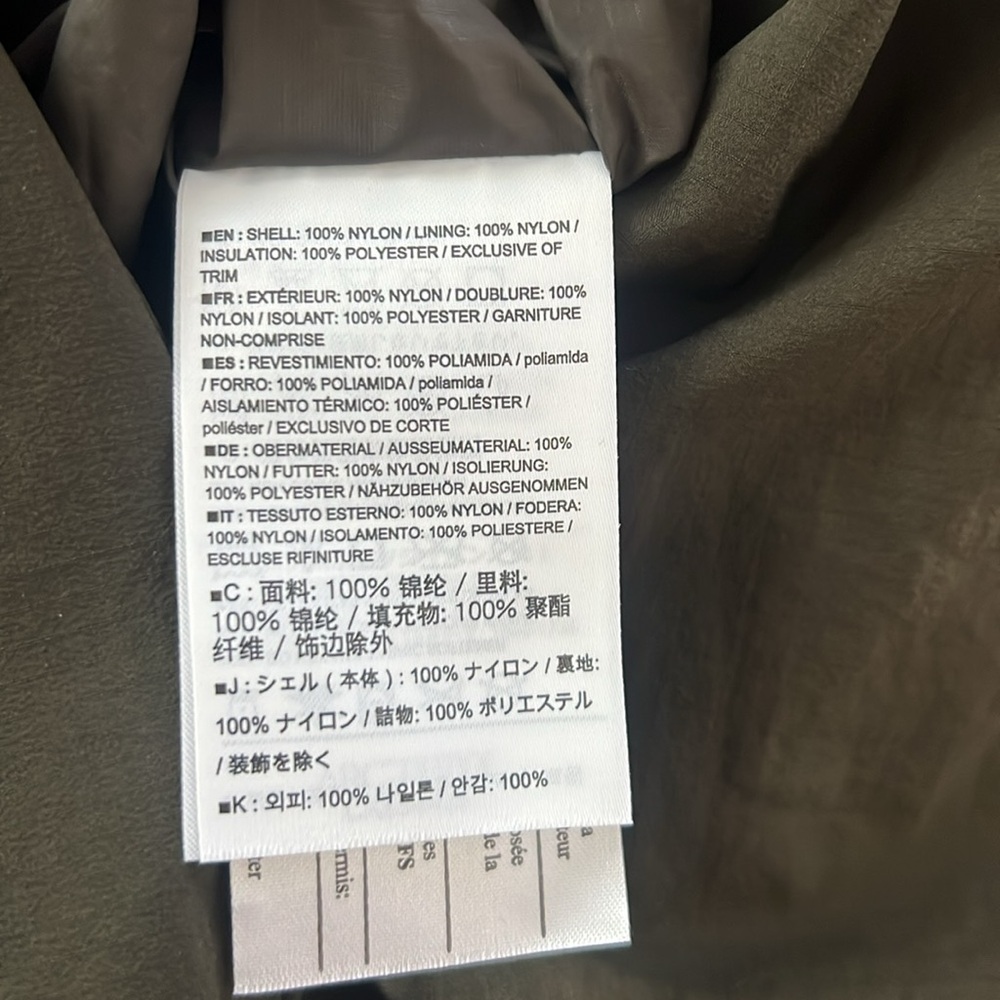 ■EN : SHELL: 100% NYLON / LINING: 100% NYLON /
INSULATION: 100% POLYESTER / EXCLUSIVE OF
TRIM
■FR : EXTÉRIEUR: 100% NYLON / DOUBLURE: 100%
NYLON / ISOLANT: 100% POLYESTER / GARNITURE
NON-COMPRISE
■ES : REVESTIMIENTO: 100% POLIAMIDA / poliamida
/ FORRO: 100% POLIAMIDA / poliamida /
AISLAMIENTO TÉRMICO: 100% POLIÉSTER /
poliéster / EXCLUSIVO DE CORTE
■DE : OBERMATERIAL / AUSSEUMATERIAL: 100%
NYLON / FUTTER: 100% NYLON / ISOLIERUNG:
100% POLYESTER / NÄHZUBEHÖR AUSGENOMMEN
■IT : TESSUTO ESTERNO: 100% NYLON / FODERA:
100% NYLON / ISOLAMENTO: 100% POLIESTERE /
ESCLUSE RIFINITURE
■C : 面料: 100% 锦纶 / 里料:
100% 锦纶 / 填充物: 100% 聚酯
纤维 / 饰边除外
■J : シェル ( 本体 ) : 100% ナイロン / 裏地:
100% ナイロン / 詰物: 100% ポリエステル
/ 装飾を除く
■K : 외피: 100% 나일론 / 안감: 100%